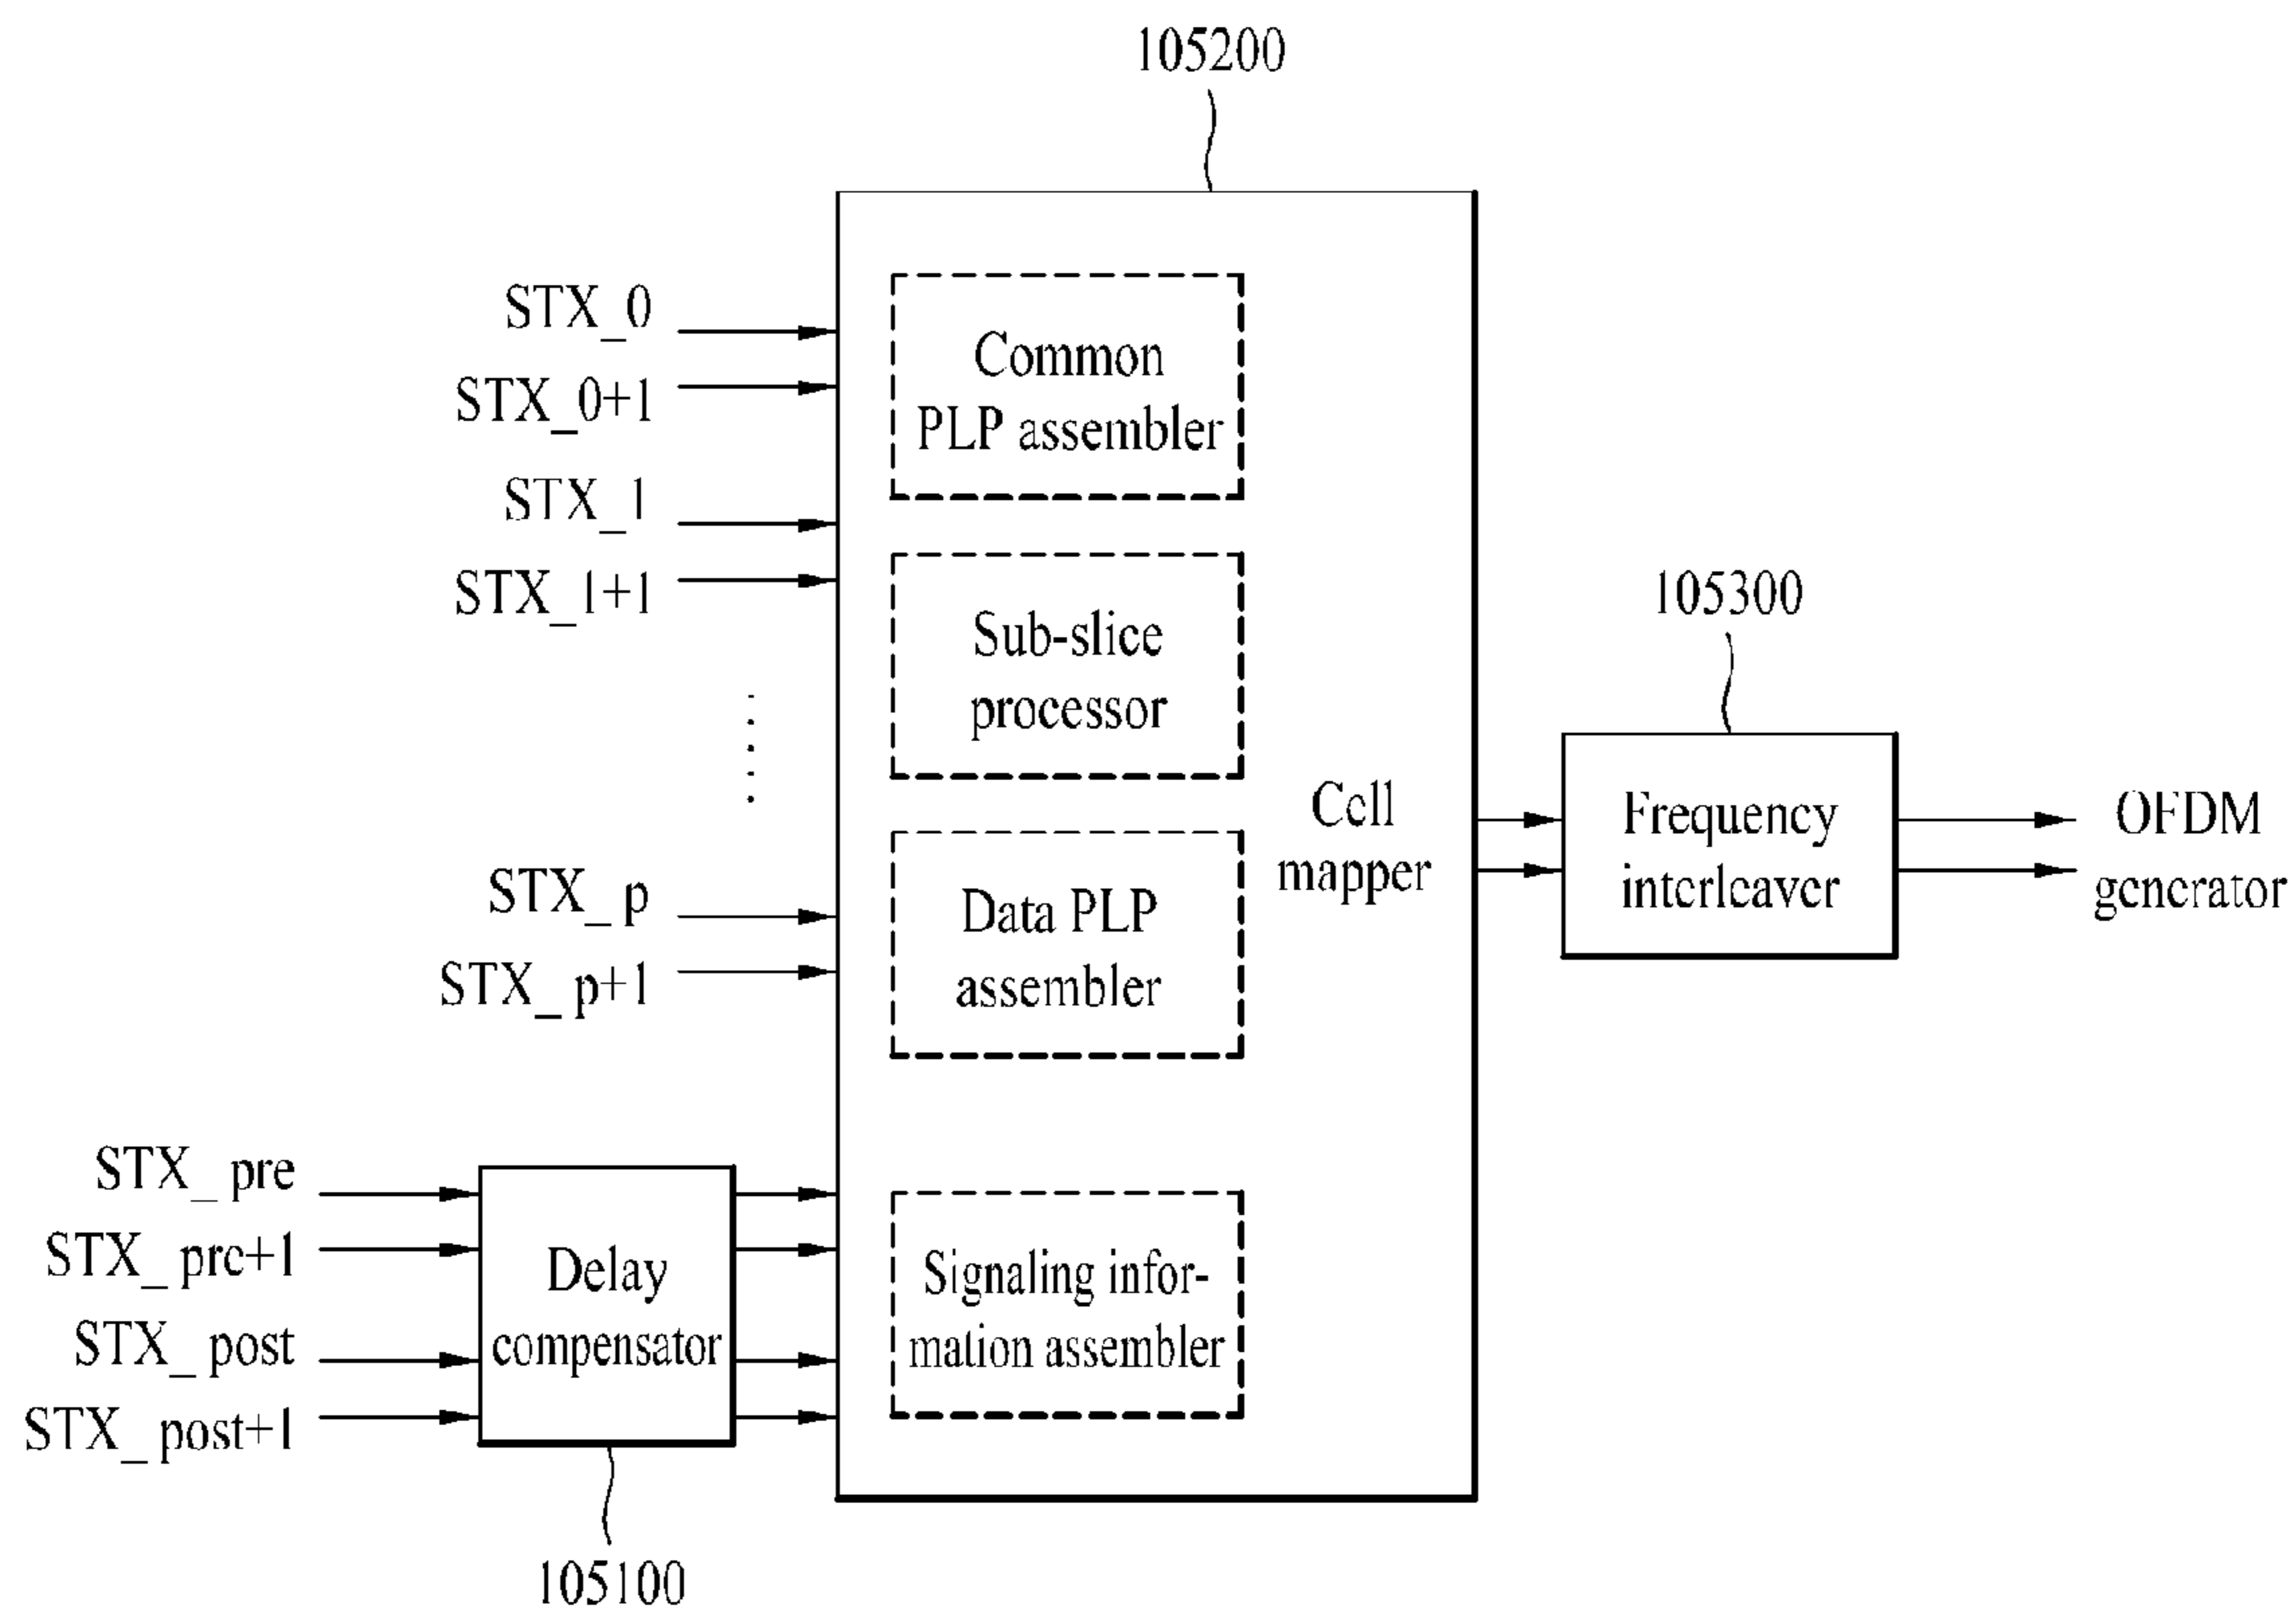 105200
STX_0
STX_0+1
STX_1
STX_1+1
STX_p
STX_p+1
STX_pre
STX_pre+1
STX_post
STX_post+1
Delay
compensator
105100
Common
PLP assembler
Sub-slice
processor
Data PLP
assembler
Signaling infor-
mation assembler
Cell
mapper
105300
Frequency
interleaver
OFDM
generator